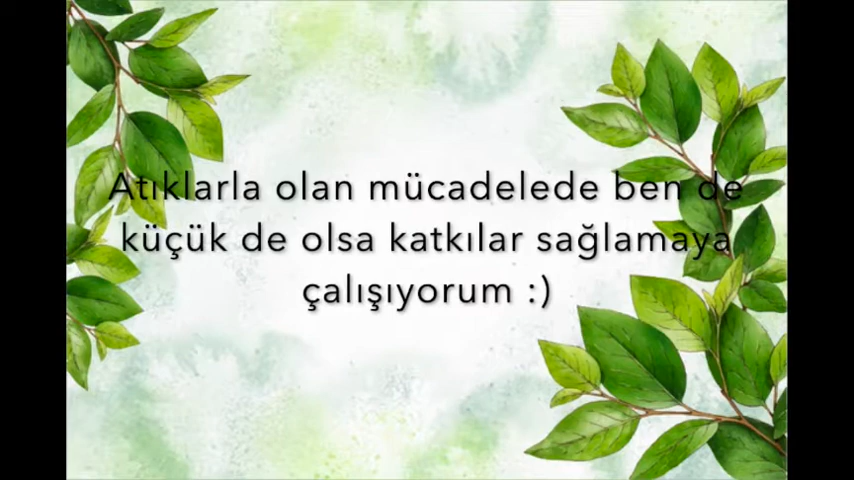 Atıklarla olan mücadelede ben de
küçük de olsa katkılar sağlamaya
çalışıyorum :)